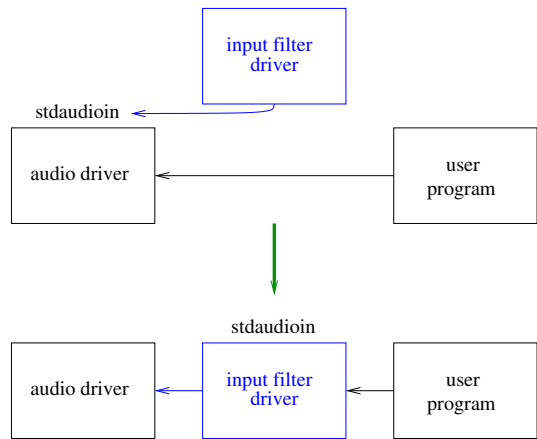 input filter
driver
stdaudioin
audio driver
user
program
stdaudioin
audio driver
input filter
driver
user
program